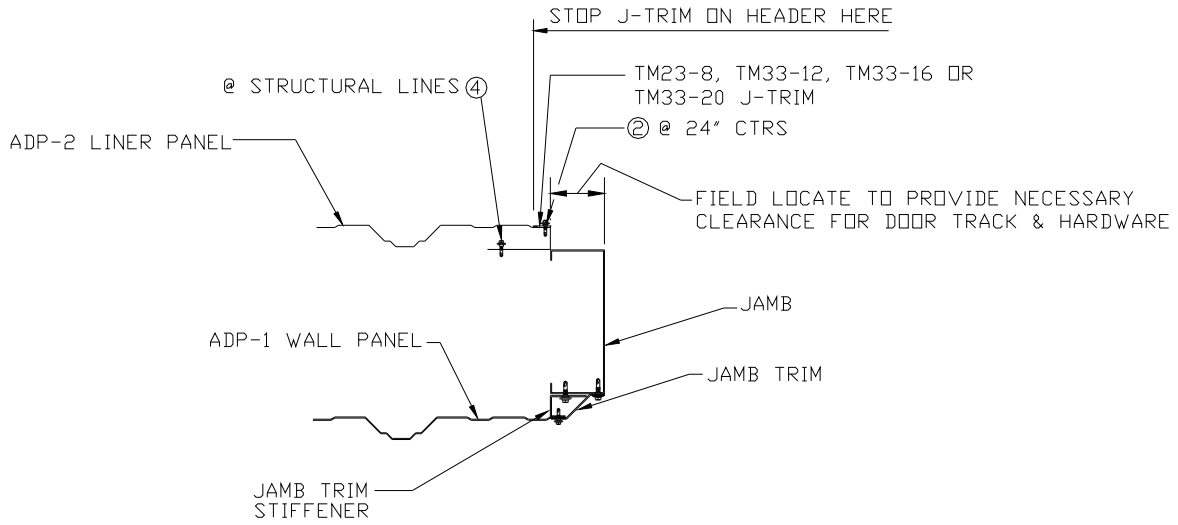 STOP J-TRIM ON HEADER HERE
TM23-8, TM33-12, TM33-16 OR
TM33-20 J-TRIM
@ STRUCTURAL LINES 4
2 @ 24" CTRS
ADP-2 LINER PANEL
FIELD LOCATE TO PROVIDE NECESSARY
CLEARANCE FOR DOOR TRACK & HARDWARE
JAMB
ADP-1 WALL PANEL
JAMB TRIM
JAMB TRIM
STIFFENER